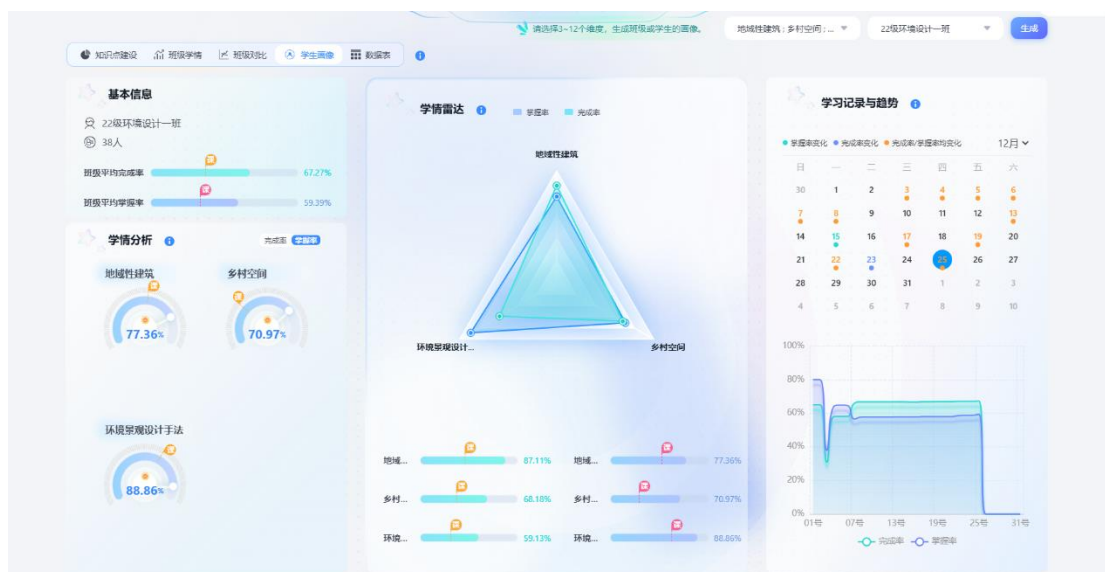 请选择3~12个维度，生成班级或学生的画像。
地域性建筑 ; 乡村空间 ; ...
22级环境设计一班
生成
知识点建设
班级学情
班级对比
学生画像
数据表
基本信息
22级环境设计一班
38人
班级平均完成率
67.27%
班级平均掌握率
59.39%
学情分析
完成率
掌握率
地域性建筑
77.36%
乡村空间
70.97%
环境景观设计手法
88.86%
学情雷达
掌握率
完成率
地域性建筑
环境景观设计...
乡村空间
地域...
87.11%
地域...
77.36%
乡村...
68.18%
乡村...
70.97%
环境...
59.13%
环境...
88.86%
学习记录与趋势
掌握率变化
完成率变化
完成率/掌握率均变化
12月
日 一 二 三 四 五 六
30 1 2 3 4 5 6
7 8 9 10 11 12 13
14 15 16 17 18 19 20
21 22 23 24 25 26 27
28 29 30 31 1 2 3
4 5 6 7 8 9 10
100%
80%
60%
40%
20%
0%
01号 07号 13号 19号 25号 31号
完成率
掌握率